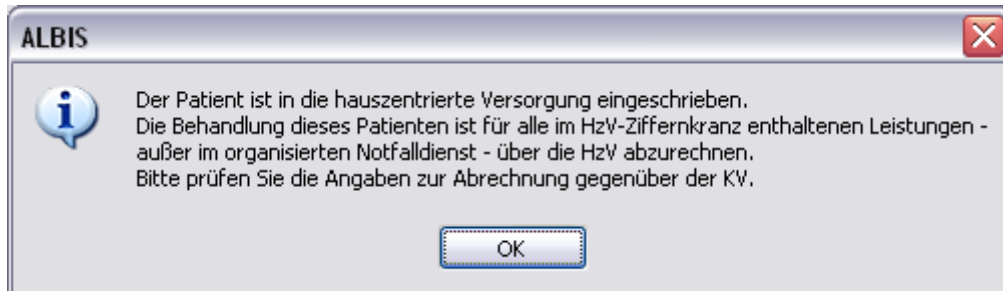 ALBIS
Der Patient ist in die hauszentrierte Versorgung eingeschrieben.
Die Behandlung dieses Patienten ist für alle im HzV-Ziffernkranz enthaltenen Leistungen -
außer im organisierten Notfalldienst - über die HzV abzurechnen.
Bitte prüfen Sie die Angaben zur Abrechnung gegenüber der KV.
OK